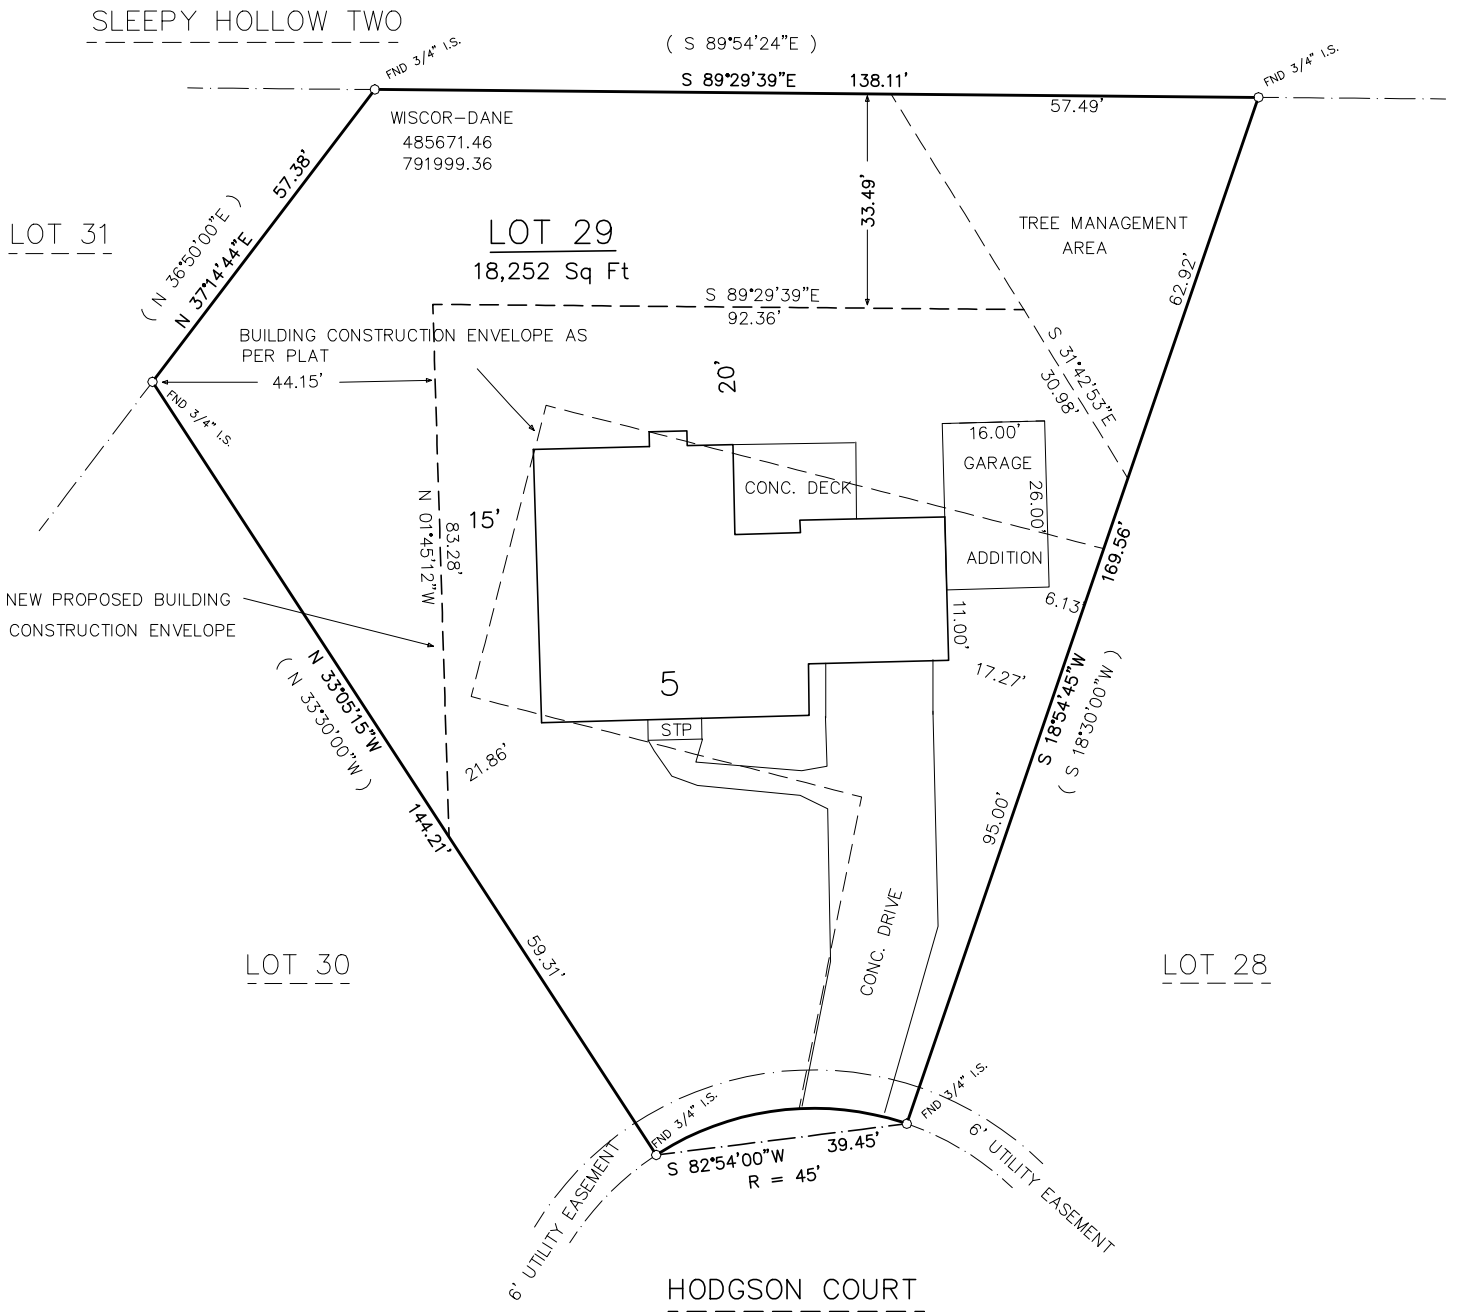 SLEEPY HOLLOW TWO
( S 89°54'24"E )
FND 3/4" I.S.
S 89°29'39"E 138.11'
FND 3/4" I.S.
57.49'
WISCOR-DANE
485671.46
791999.36
57.38'
( N 36°50'00"E )
N 37°14'44"E
33.49'
LOT 31
LOT 29
18,252 Sq Ft
TREE MANAGEMENT
AREA
62.92'
S 89°29'39"E
92.36'
BUILDING CONSTRUCTION ENVELOPE AS
PER PLAT
44.15'
20'
S 31°42'53"E
30.98'
FND 3/4" I.S.
16.00'
GARAGE
26.00'
ADDITION
CONC. DECK
15'
N 01°45'12"W
83.28'
169.56'
NEW PROPOSED BUILDING
CONSTRUCTION ENVELOPE
6.13'
11.00'
17.27'
N 33°05'15"W
( N 33°30'00"W )
S 18°54'45"W
( S 18°30'00"W )
5
STP
21.86'
144.21'
95.00'
59.31'
CONC. DRIVE
LOT 30
LOT 28
FND 3/4" I.S.
FND 3/4" I.S.
S 82°54'00"W 39.45'
R = 45'
6' UTILITY EASEMENT
6' UTILITY EASEMENT
HODGSON COURT